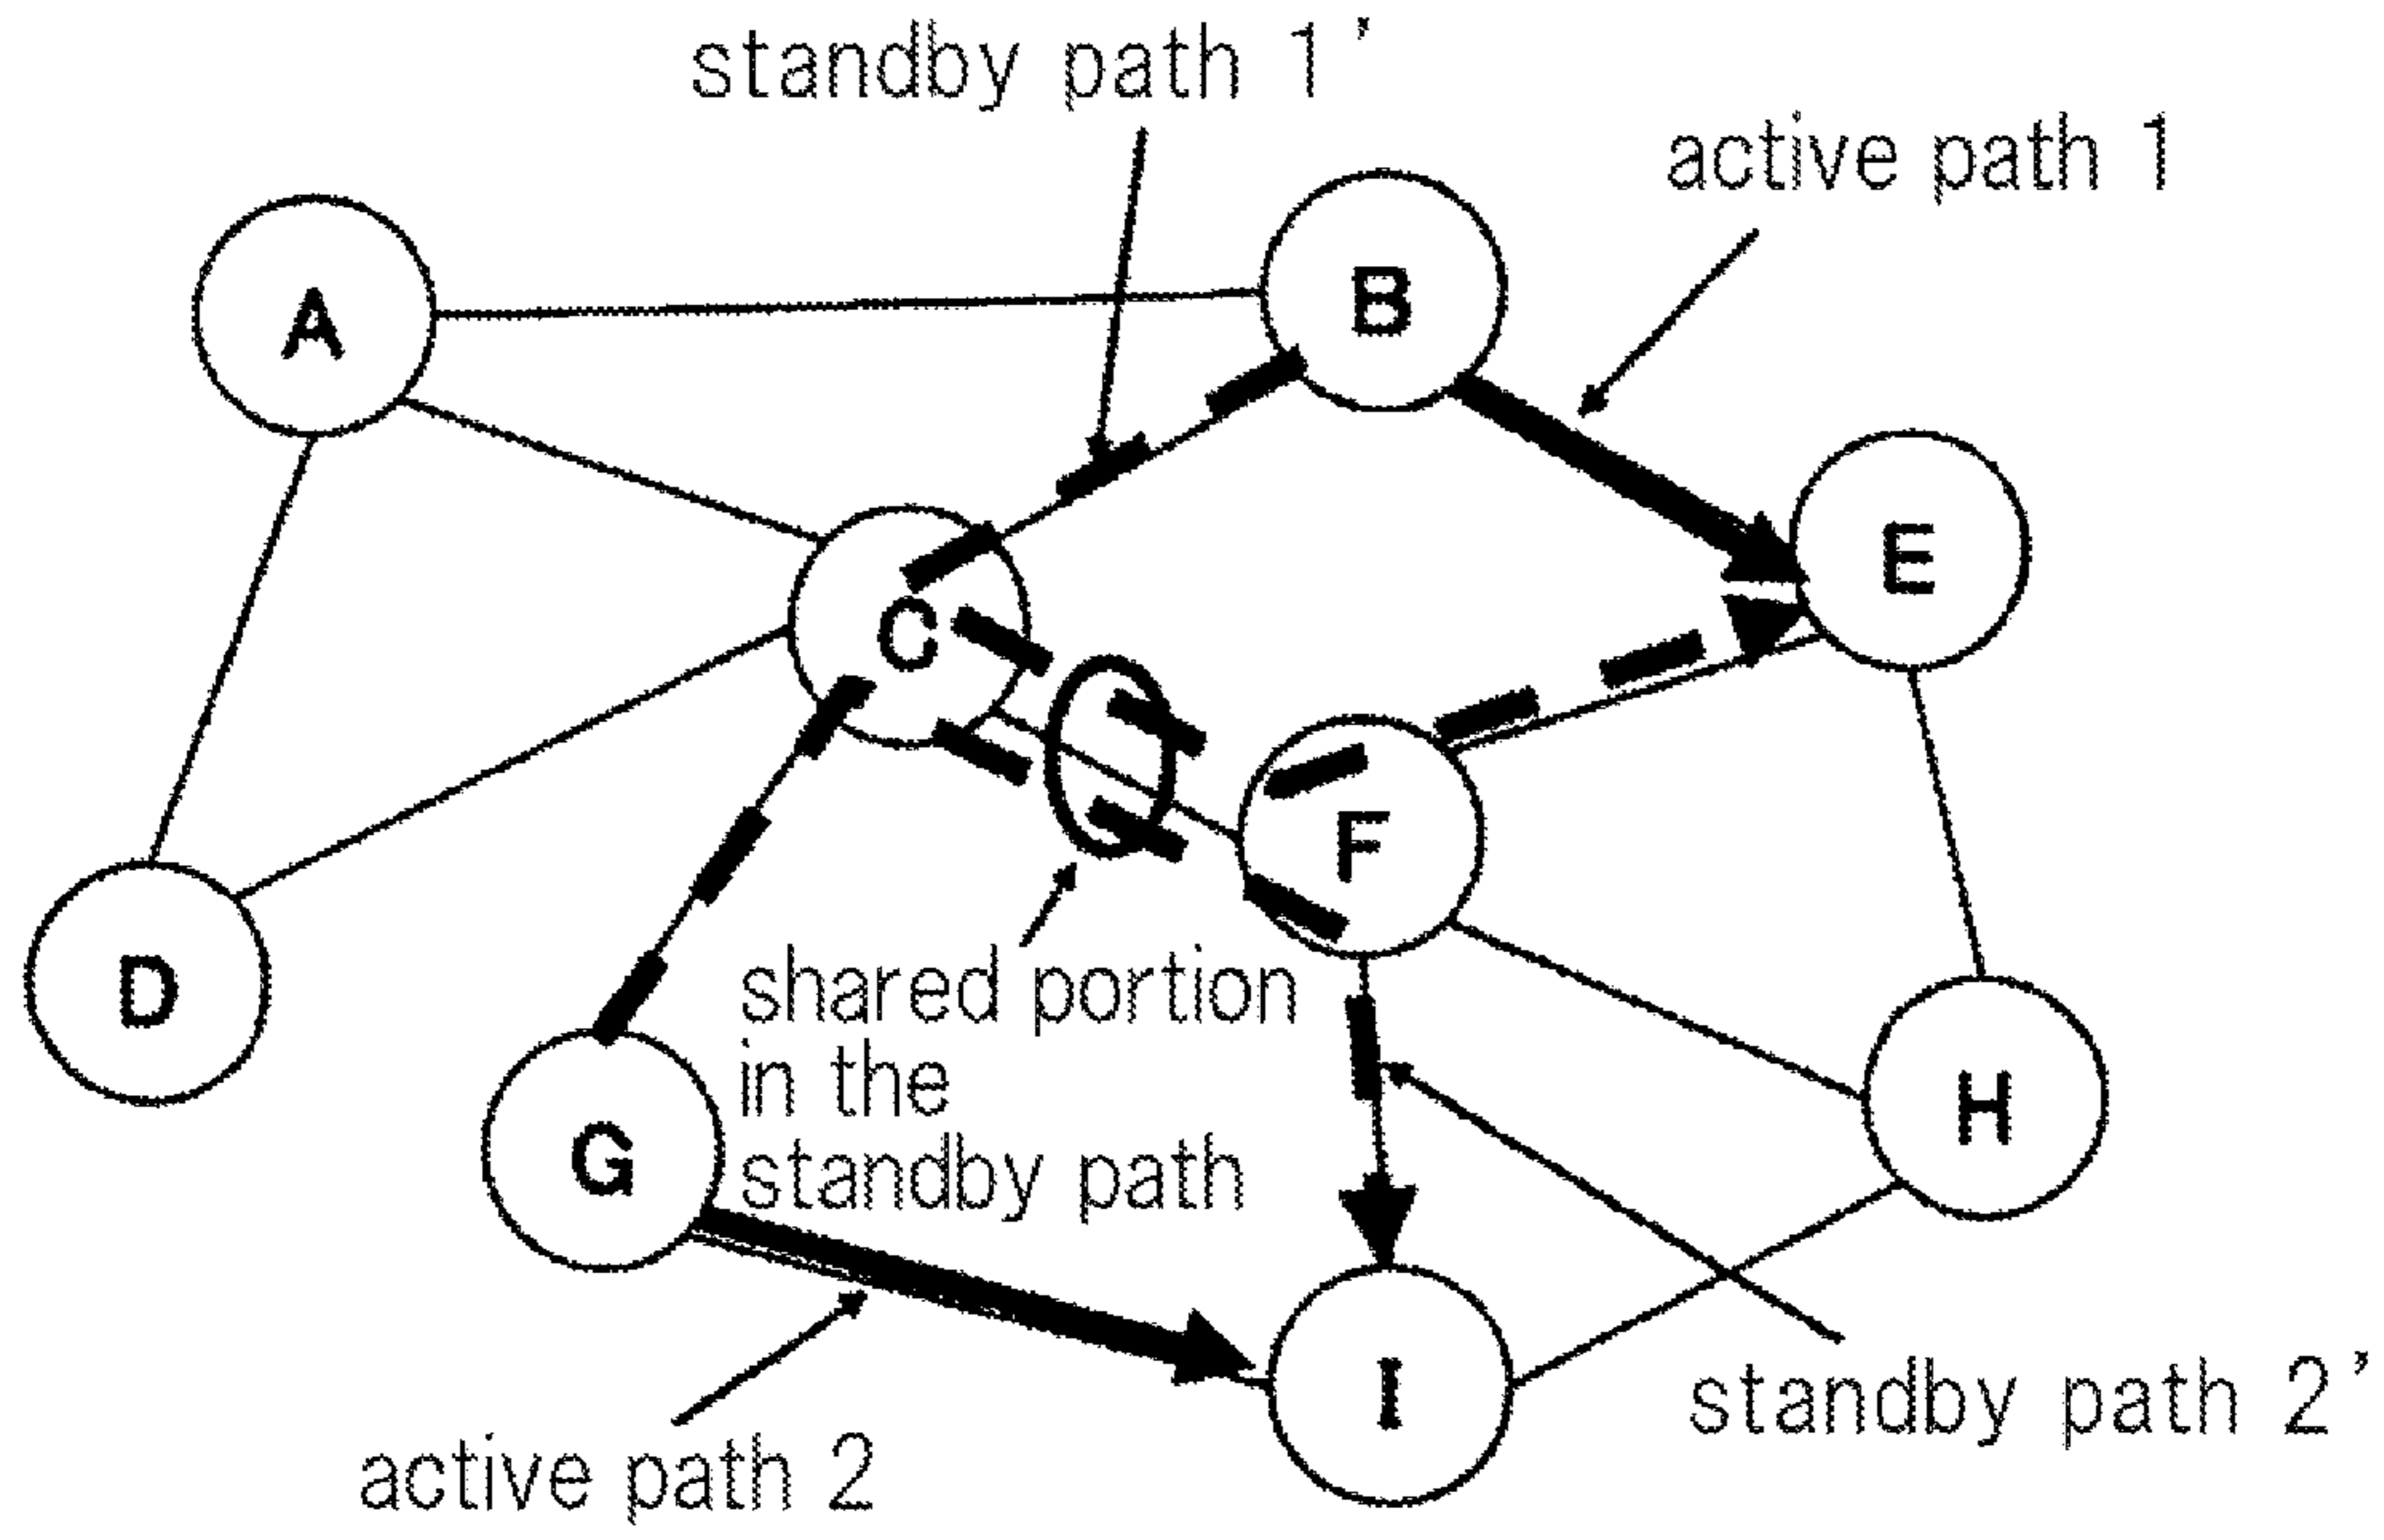 standby path 1'
active path 1
A
B
E
C
F
D
shared portion
in the
standby path
G
H
I
standby path 2'
active path 2